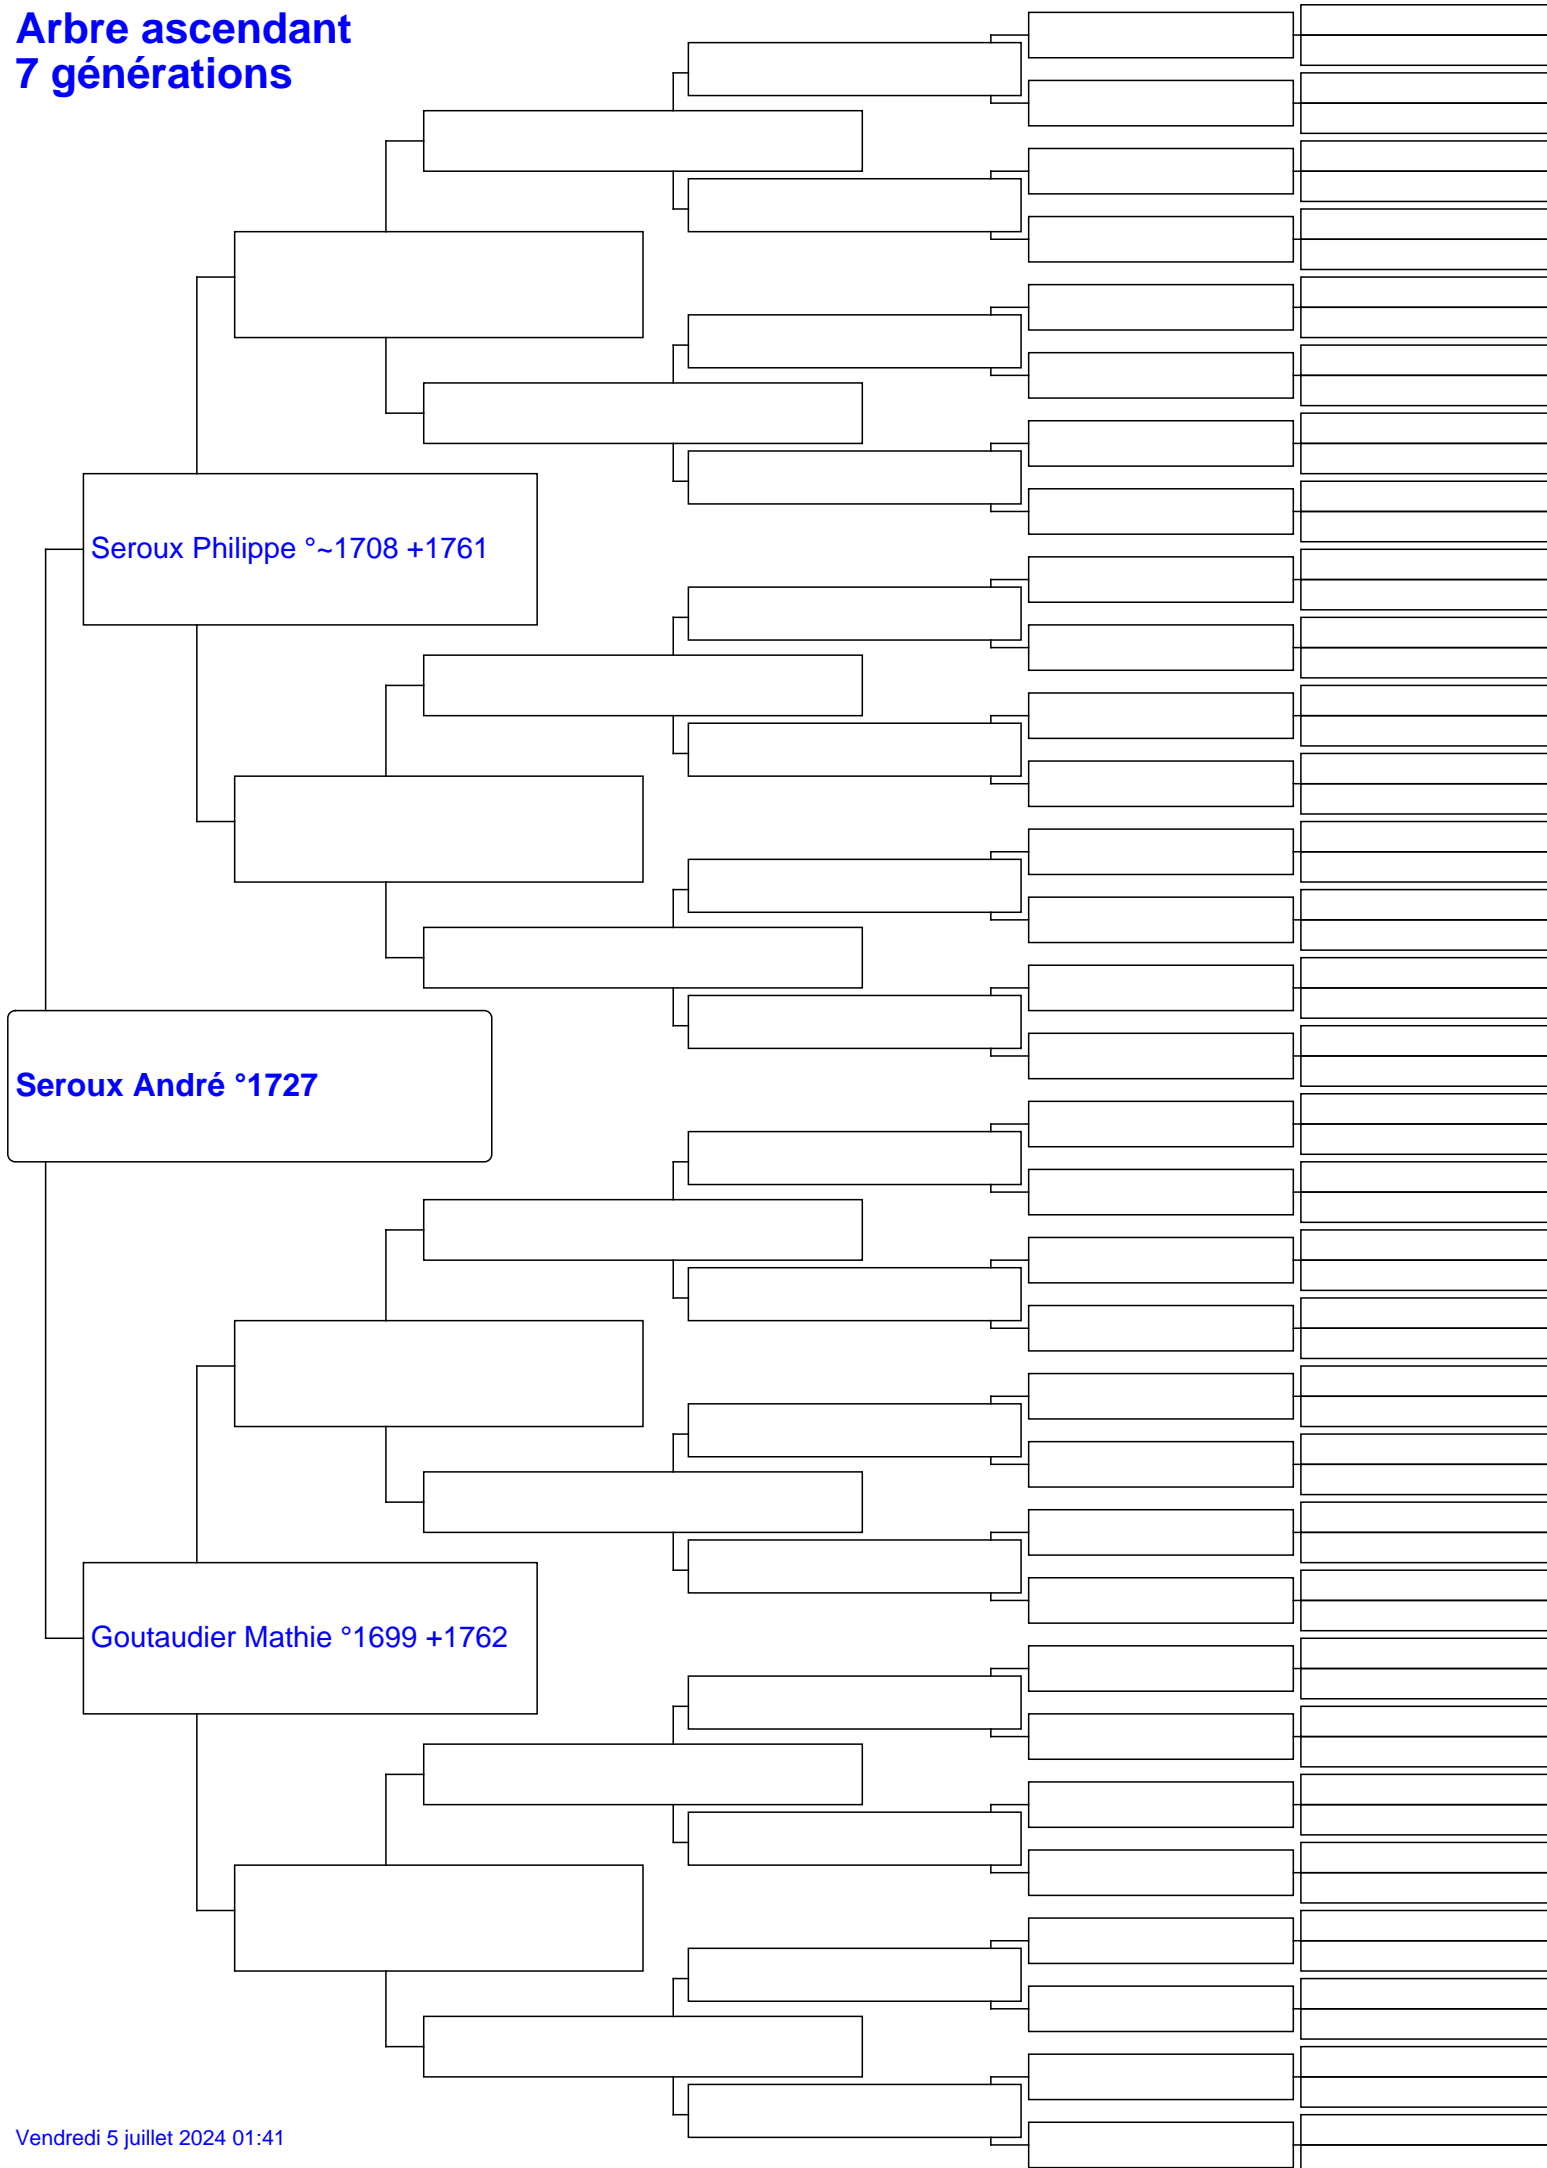 Arbre ascendant
7 générations
Seroux Philippe °~1708 +1761
Seroux André °1727
Goutaudier Mathie °1699 +1762
Vendredi 5 juillet 2024 01:41